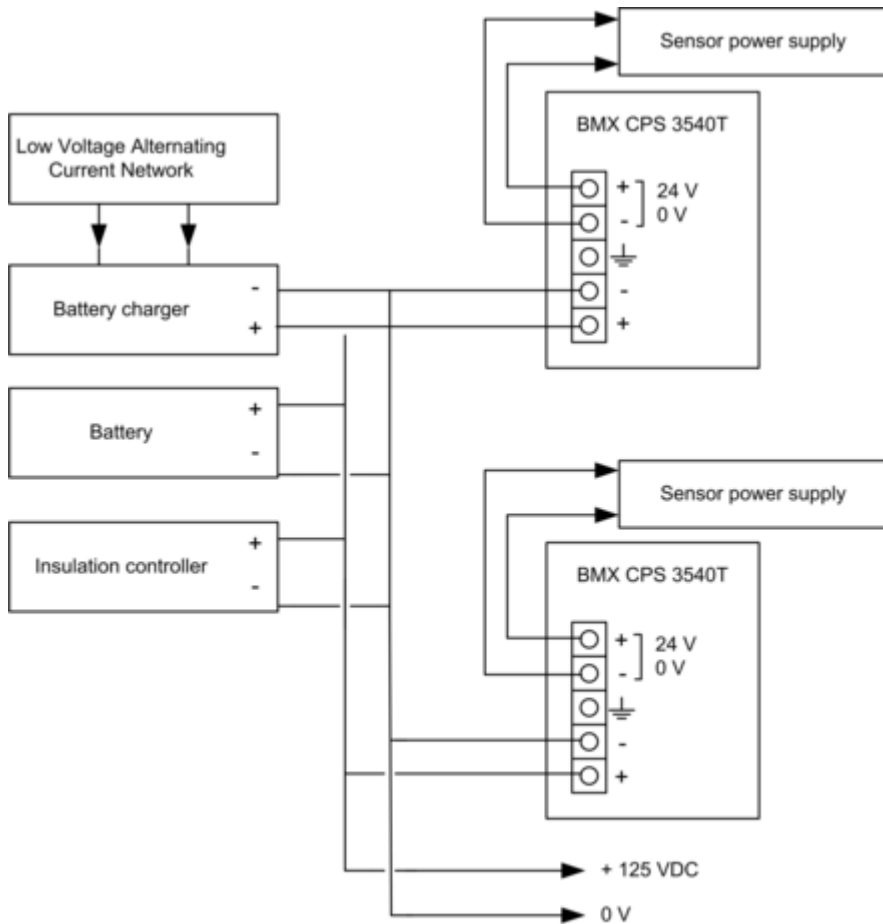 Sensor power supply
BMX CPS 3540T
Low Voltage Alternating
Current Network
+ 24 V
- 0 V
Battery charger
-
+
-
+
Battery
+
-
Sensor power supply
Insulation controller
+
-
BMX CPS 3540T
+ 24 V
- 0 V
-
+
+ 125 VDC
0 V